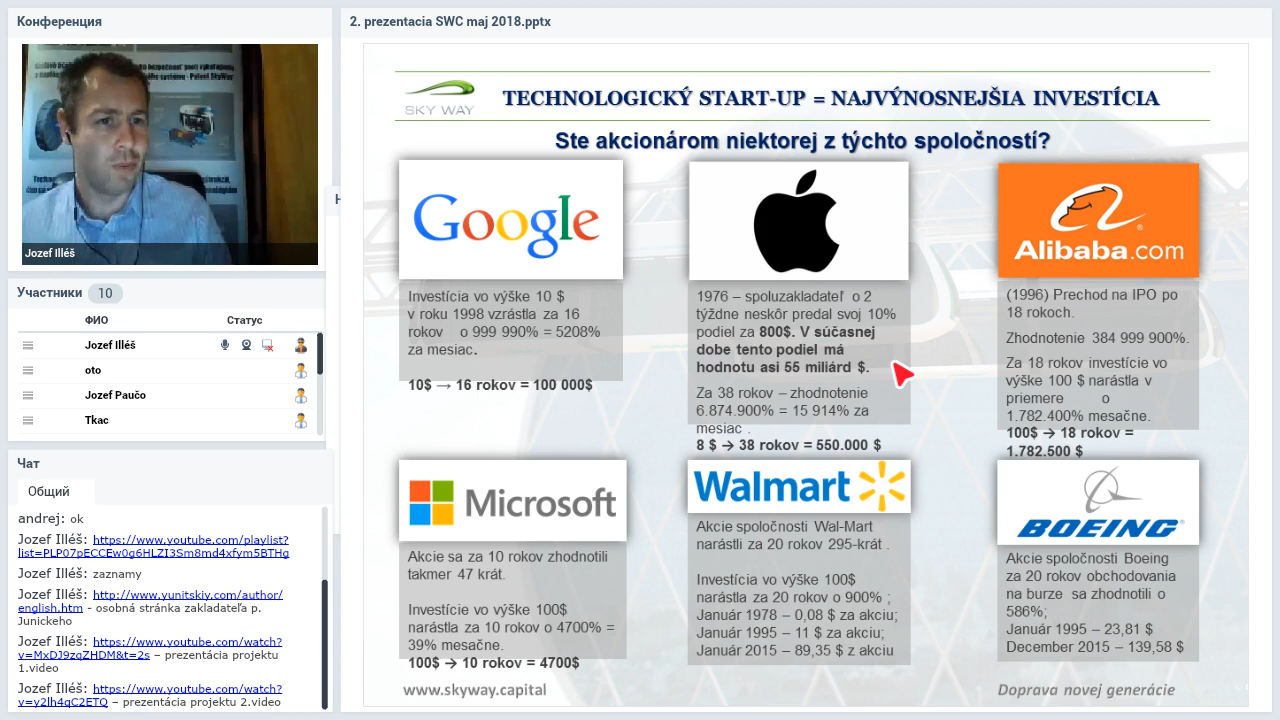 Конференция
Jozef Illéš
Участники 10
ФИО Статус
Jozef Illéš
oto
Jozef Paučo
Tkac
Чат
Общий
andrej: ok
Jozef Illéš: https://www.youtube.com/playlist?
list=PLP07pECCEw0g6HLZI3Sm8md4xfym5BTHg
Jozef Illéš: zaznamy
Jozef Illéš: http://www.yunitskiy.com/author/
english.htm - osobná stránka zakladateľa p.
Junickeho
Jozef Illéš: https://www.youtube.com/watch?
v=MxDJ9zqZHDM&t=2s – prezentácia projektu
1.video
Jozef Illéš: https://www.youtube.com/watch?
v=y2lh4qC2ETQ – prezentácia projektu 2.video
2. prezentacia SWC maj 2018.pptx
SKY WAY
TECHNOLOGICKÝ START-UP = NAJVÝNOSNEJŠIA INVESTÍCIA
Ste akcionárom niektorej z týchto spoločností?
Google
Investícia vo výške 10 $
v roku 1998 vzrástla za 16
rokov o 999 990% = 5208%
za mesiac.
10$ → 16 rokov = 100 000$
1976 – spoluzakladateľ o 2
týždne neskôr predal svoj 10%
podiel za 800$. V súčasnej
dobe tento podiel má
hodnotu asi 55 miliárd $.
Za 38 rokov – zhodnotenie
6.874.900% = 15 914% za
mesiac .
8 $ → 38 rokov = 550.000 $
Alibaba.com
(1996) Prechod na IPO po
18 rokoch.
Zhodnotenie 384 999 900%.
Za 18 rokov investície vo
výške 100 $ narástla v
priemere o
1.782.400% mesačne.
100$ → 18 rokov =
1.782.500 $
Microsoft
Akcie sa za 10 rokov zhodnotili
takmer 47 krát.
Investície vo výške 100$
narástla za 10 rokov o 4700% =
39% mesačne.
100$ → 10 rokov = 4700$
Walmart
Akcie spoločnosti Wal-Mart
narástli za 20 rokov 295-krát .
Investícia vo výške 100$
narástla za 20 rokov o 900% ;
Január 1978 – 0,08 $ za akciu;
Január 1995 – 11 $ za akciu;
Január 2015 – 89,35 $ z akciu
BOEING
Akcie spoločnosti Boeing
za 20 rokov obchodovania
na burze sa zhodnotili o
586%;
Január 1995 – 23,81 $
December 2015 – 139,58 $
www.skyway.capital
Doprava novej generácie